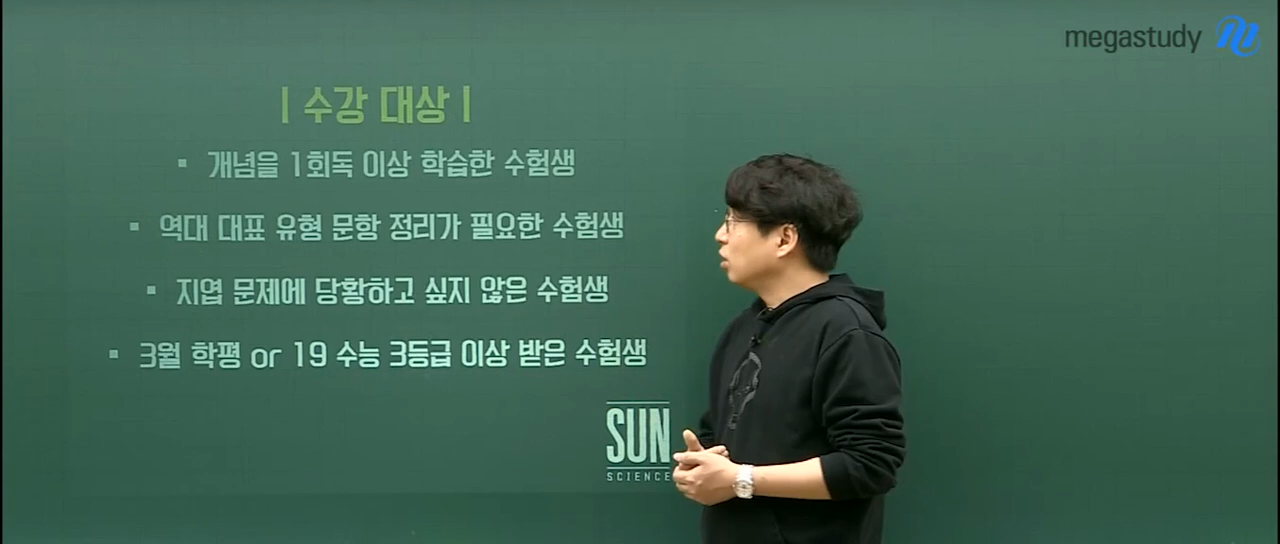 megastudy
| 수강 대상 |
▪ 개념을 1회독 이상 학습한 수험생
▪ 역대 대표 유형 문항 정리가 필요한 수험생
▪ 지엽 문제에 당황하고 싶지 않은 수험생
▪ 3월 학평 or 19 수능 3등급 이상 받은 수험생
SUN
SCIENCE